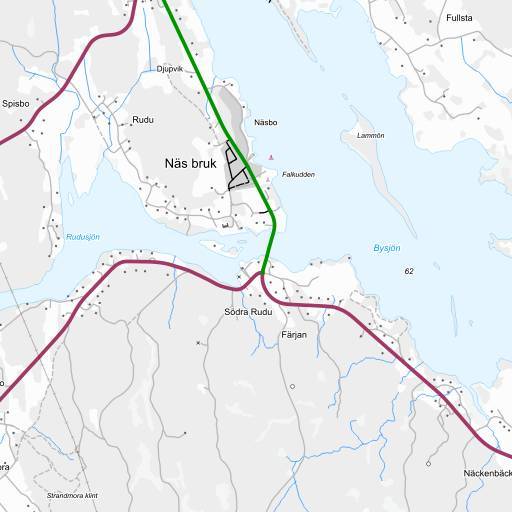 Fullsta
Djupvik
Spisbo
Rudu
Näsbo
Lammön
Näs bruk
Falkudden
Rudusjön
Bysjön
62
Södra Rudu
Färjan
Näckenbäck
Strandmora klint